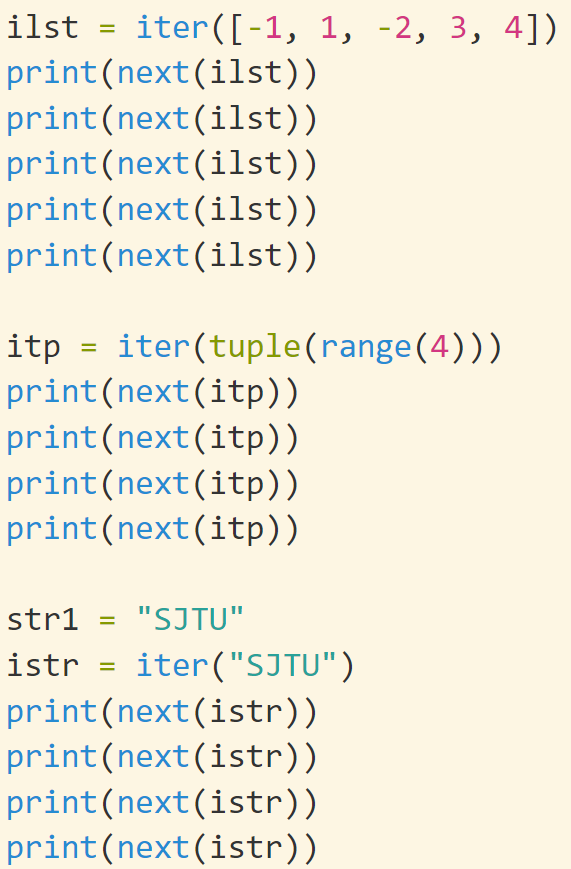 ilst = iter([-1, 1, -2, 3, 4])
print(next(ilst))
print(next(ilst))
print(next(ilst))
print(next(ilst))
print(next(ilst))

itp = iter(tuple(range(4)))
print(next(itp))
print(next(itp))
print(next(itp))
print(next(itp))

str1 = "SJTU"
istr = iter("SJTU")
print(next(istr))
print(next(istr))
print(next(istr))
print(next(istr))